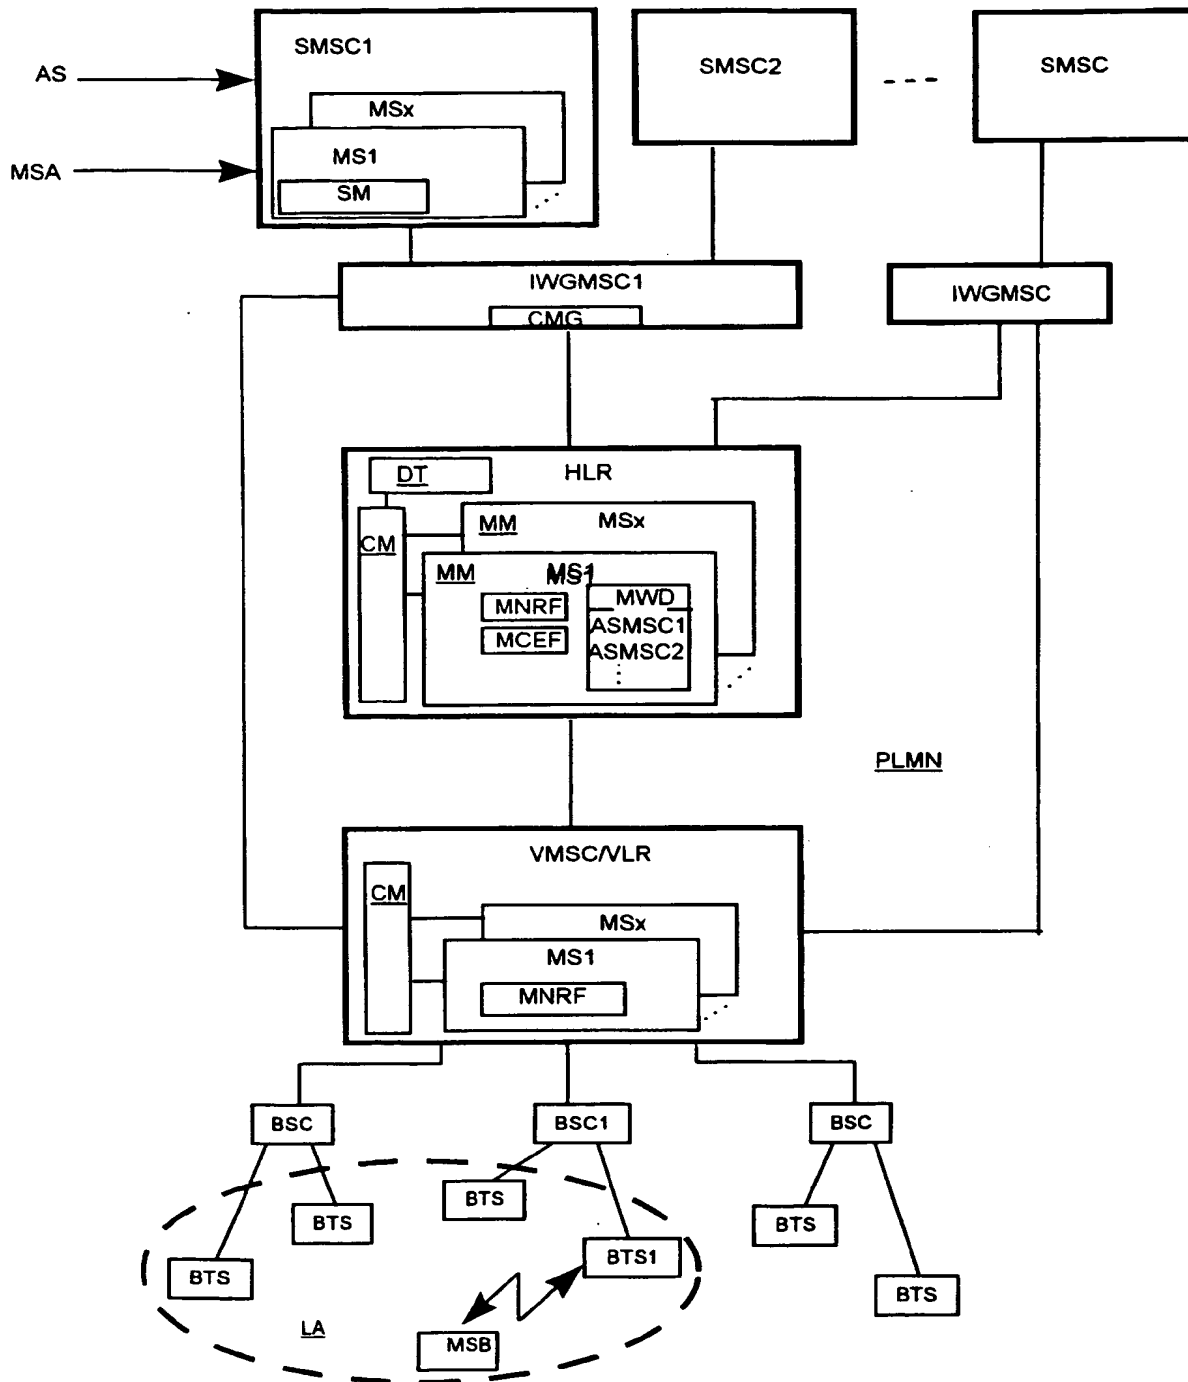 SMSC1
SMSC2
SMSC
AS
MSx
MS1
MSA
SM
IWGMSC1
IWGMSC
CMG
HLR
DT
MM
MSx
CM
MM
MS1
MNRF
MWD
MCEF
ASMSC1
ASMSC2
PLMN
VMSC/VLR
CM
MSx
MS1
MNRF
BSC
BSC1
BSC
BTS
BTS
BTS
BTS
BTS1
BTS
BTS
LA
MSB